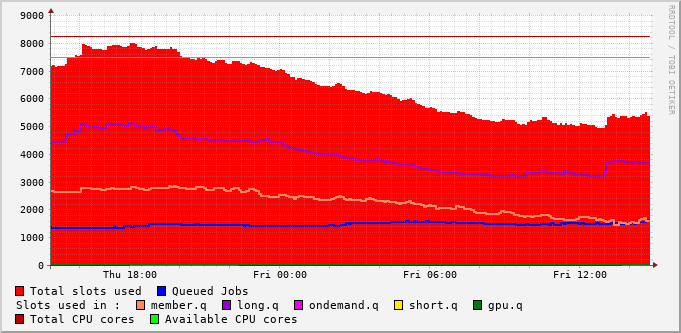 RRDTOOL / TOBI OETIKER
9000
8000
7000
6000
5000
4000
3000
2000
1000
0
Thu 18:00 Fri 00:00 Fri 06:00 Fri 12:00
Total slots used Queued Jobs
Slots used in : member.q long.q ondemand.q short.q gpu.q
Total CPU cores Available CPU cores